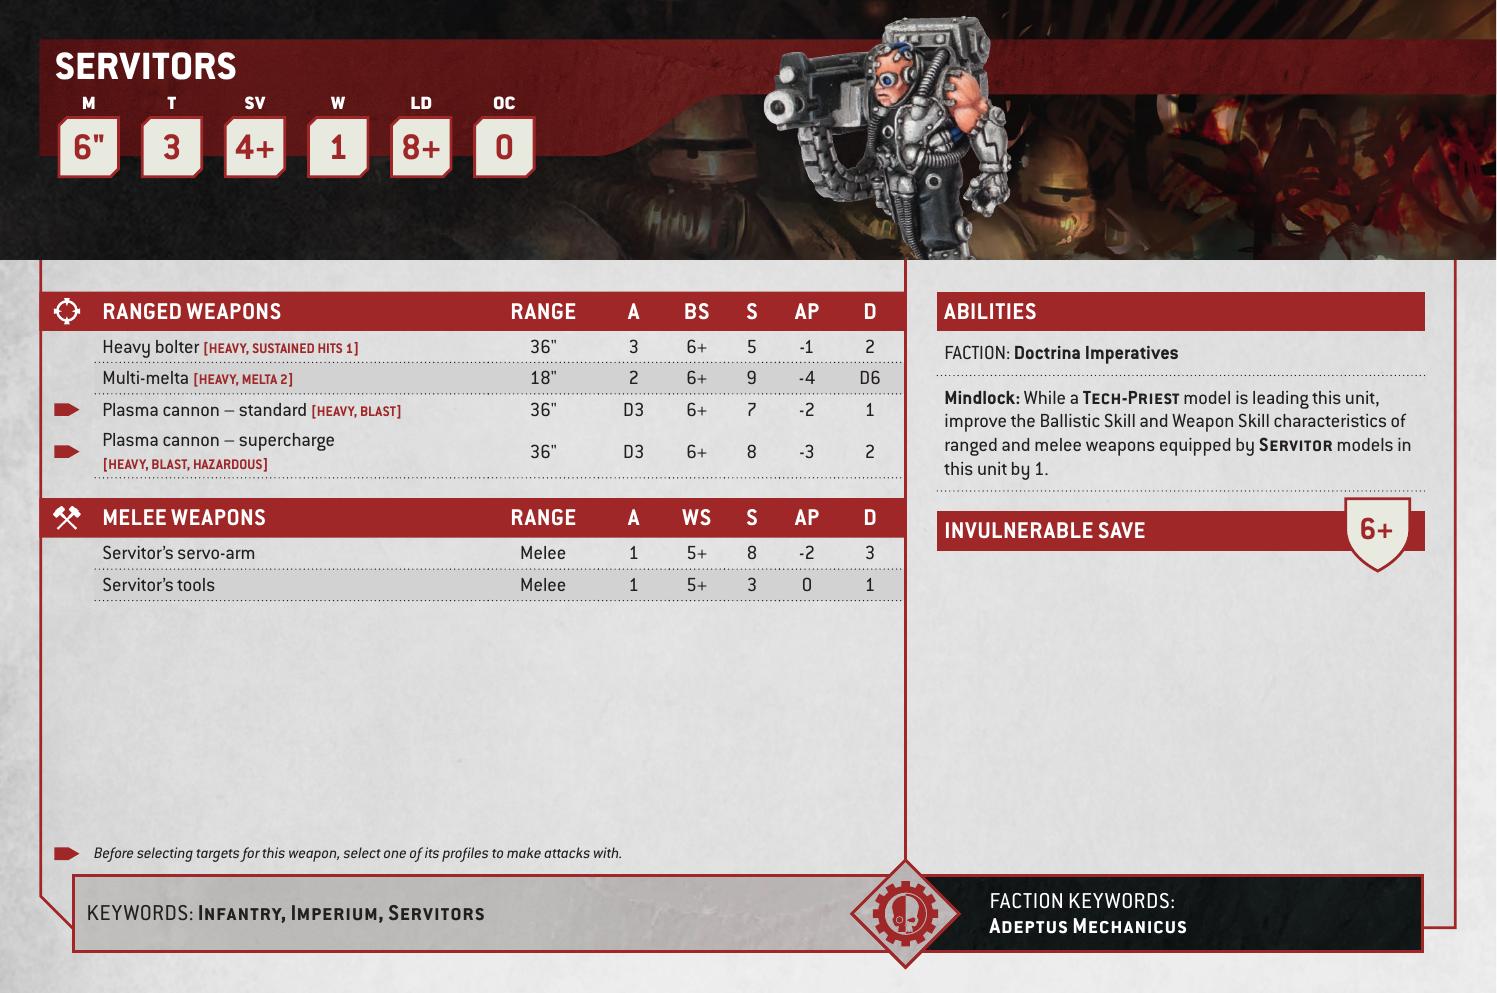 SERVITORS
M T SV W LD OC
6" 3 4+ 1 8+ 0
RANGED WEAPONS RANGE A BS S AP D
Heavy bolter [HEAVY, SUSTAINED HITS 1] 36" 3 6+ 5 -1 2
Multi-melta [HEAVY, MELTA 2] 18" 2 6+ 9 -4 D6
Plasma cannon – standard [HEAVY, BLAST] 36" D3 6+ 7 -2 1
Plasma cannon – supercharge
[HEAVY, BLAST, HAZARDOUS] 36" D3 6+ 8 -3 2
MELEE WEAPONS RANGE A WS S AP D
Servitor's servo-arm Melee 1 5+ 8 -2 3
Servitor's tools Melee 1 5+ 3 0 1
Before selecting targets for this weapon, select one of its profiles to make attacks with.
ABILITIES
FACTION: Doctrina Imperatives
Mindlock: While a TECH-PRIEST model is leading this unit,
improve the Ballistic Skill and Weapon Skill characteristics of
ranged and melee weapons equipped by SERVITOR models in
this unit by 1.
INVULNERABLE SAVE 6+
KEYWORDS: INFANTRY, IMPERIUM, SERVITORS
FACTION KEYWORDS:
ADEPTUS MECHANICUS